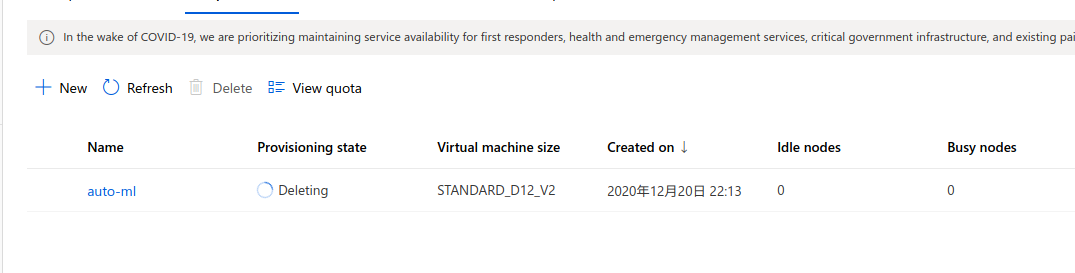 In the wake of COVID-19, we are prioritizing maintaining service availability for first responders, health and emergency management services, critical government infrastructure, and existing pai
New Refresh Delete View quota
Name Provisioning state Virtual machine size Created on ↓ Idle nodes Busy nodes
auto-ml Deleting STANDARD_D12_V2 2020年12月20日 22:13 0 0